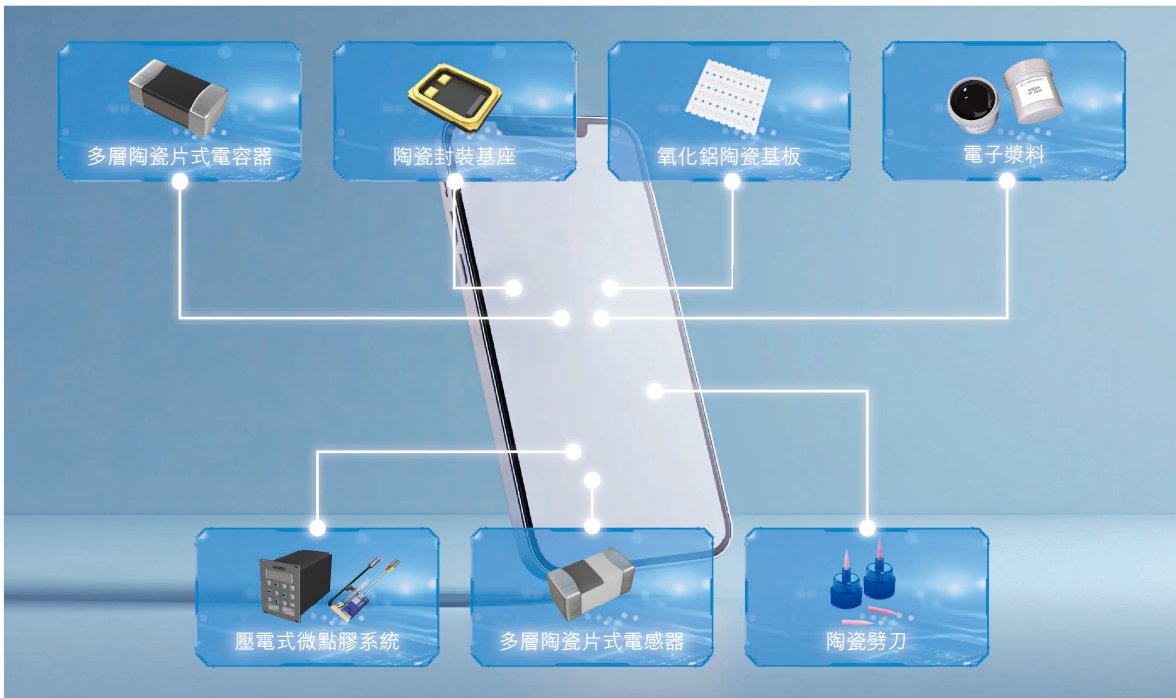 多層陶瓷片式電容器
陶瓷封裝基座
氧化鋁陶瓷基板
電子漿料
壓電式微點膠系統
多層陶瓷片式電感器
陶瓷劈刀